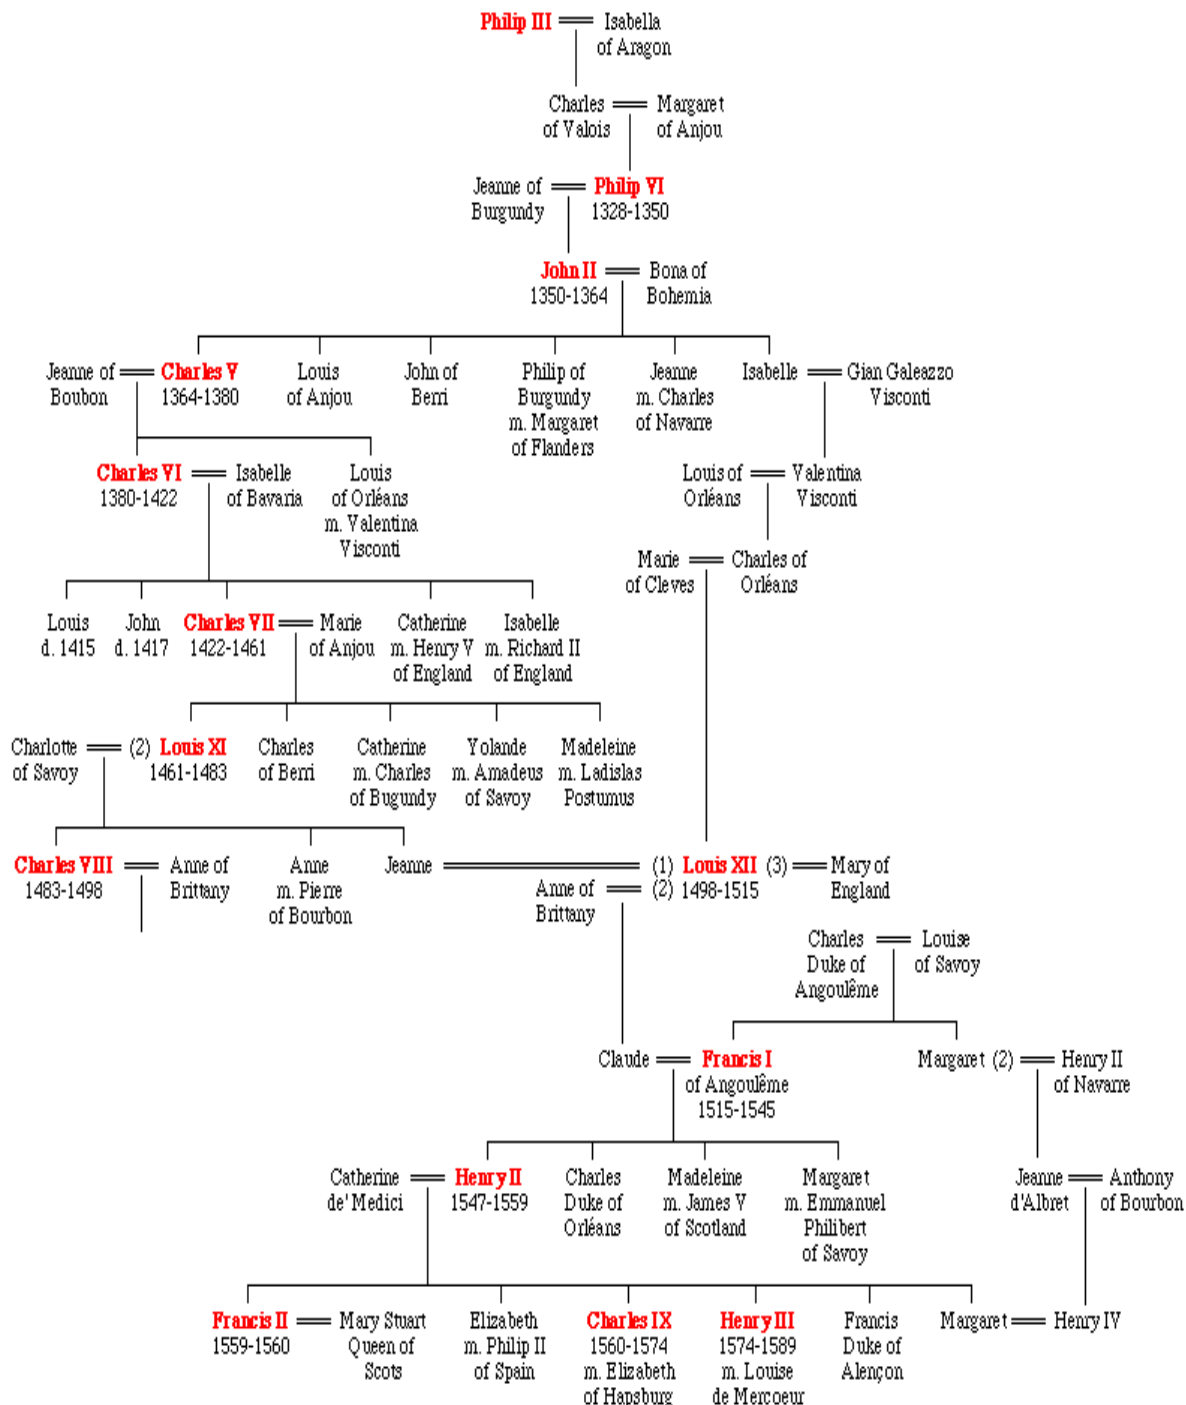 Philip III Isabella
of Aragon
Charles Margaret
of Valois of Anjou
Jeanne of Philip VI
Burgundy 1328-1350
John II Bona of
1350-1364 Bohemia
Jeanne of Charles V Louis John of Philip of Jeanne Isabelle Gian Galeazzo
Boubon 1364-1380 of Anjou Berri Burgundy m. Charles Visconti
m. Margaret of Navarre
of Flanders
Charles VI Isabelle Louis Louis of Valentina
1380-1422 of Bavaria of Orléans Orléans Visconti
m. Valentina
Visconti
Marie Charles of
of Cleves Orléans
Louis John Charles VII Marie Catherine Isabelle
d. 1415 d. 1417 1422-1461 of Anjou m. Henry V m. Richard II
of England of England
Charlotte (2) Louis XI Charles Catherine Yolande Madeleine
of Savoy 1461-1483 of Berri m. Charles m. Amadeus m. Ladislas
of Bugundy of Savoy Postumus
Charles VIII Anne of Anne Jeanne (1) Louis XII (3) Mary of
1483-1498 Brittany m. Pierre Anne of (2) 1498-1515 England
of Bourbon Brittany
Charles Louise
Duke of of Savoy
Angoulême
Claude Francis I Margaret (2) Henry II
of Angoulême of Navarre
1515-1545
Catherine Henry II Charles Madeleine Margaret Jeanne Anthony
de' Medici 1547-1559 Duke of m. James V m. Emmanuel d'Albret of Bourbon
Orléans of Scotland Philibert
of Savoy
Francis II Mary Stuart Elizabeth Charles IX Henry III Francis Margaret Henry IV
1559-1560 Queen of m. Philip II 1560-1574 1574-1589 Duke of
Scots of Spain m. Elizabeth m. Louise Alençon
of Hapsburg de Mercoeur